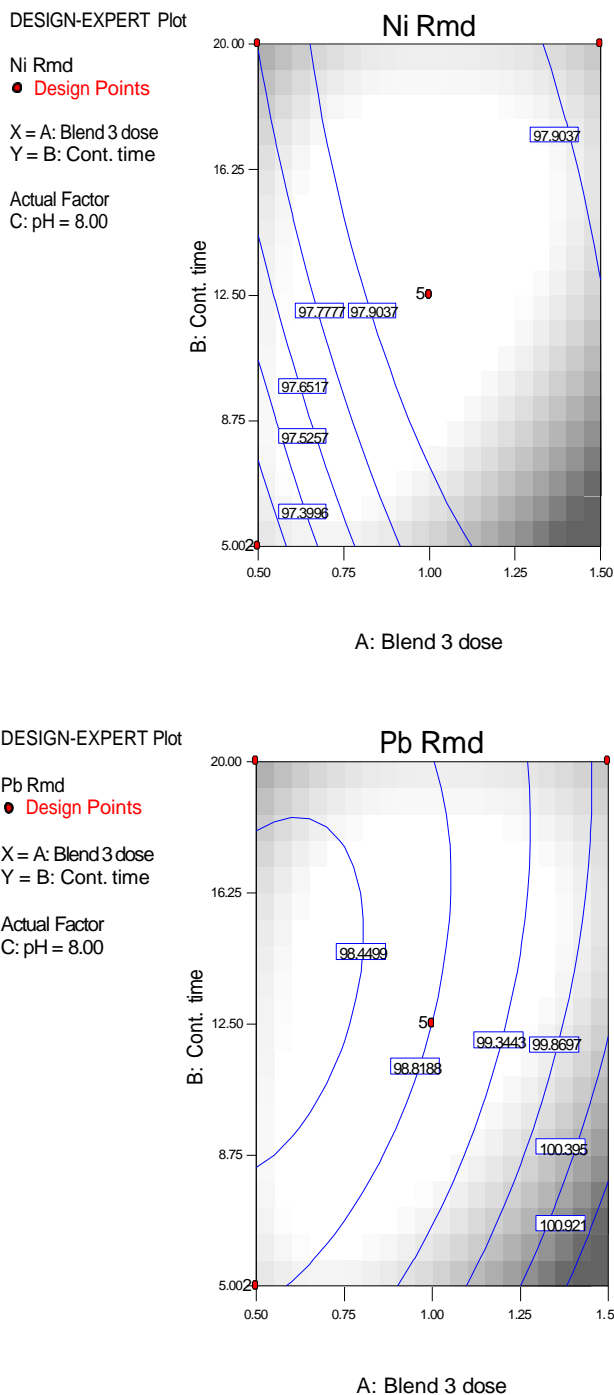 DESIGN-EXPERT Plot
Ni Rmd
Design Points
X = A: Blend 3 dose
Y = B: Cont. time
Actual Factor
C: pH = 8.00
Ni Rmd
20.00
16.25
12.50
8.75
5.00
B: Cont. time
97.9037
5
97.7777
97.9037
97.6517
97.5257
97.3996
2
0.50
0.75
1.00
1.25
1.50
A: Blend 3 dose
DESIGN-EXPERT Plot
Pb Rmd
Design Points
X = A: Blend 3 dose
Y = B: Cont. time
Actual Factor
C: pH = 8.00
Pb Rmd
20.00
16.25
12.50
8.75
5.00
B: Cont. time
98.4499
5
98.8188
99.3443
99.8697
100.395
100.921
2
0.50
0.75
1.00
1.25
1.5
A: Blend 3 dose